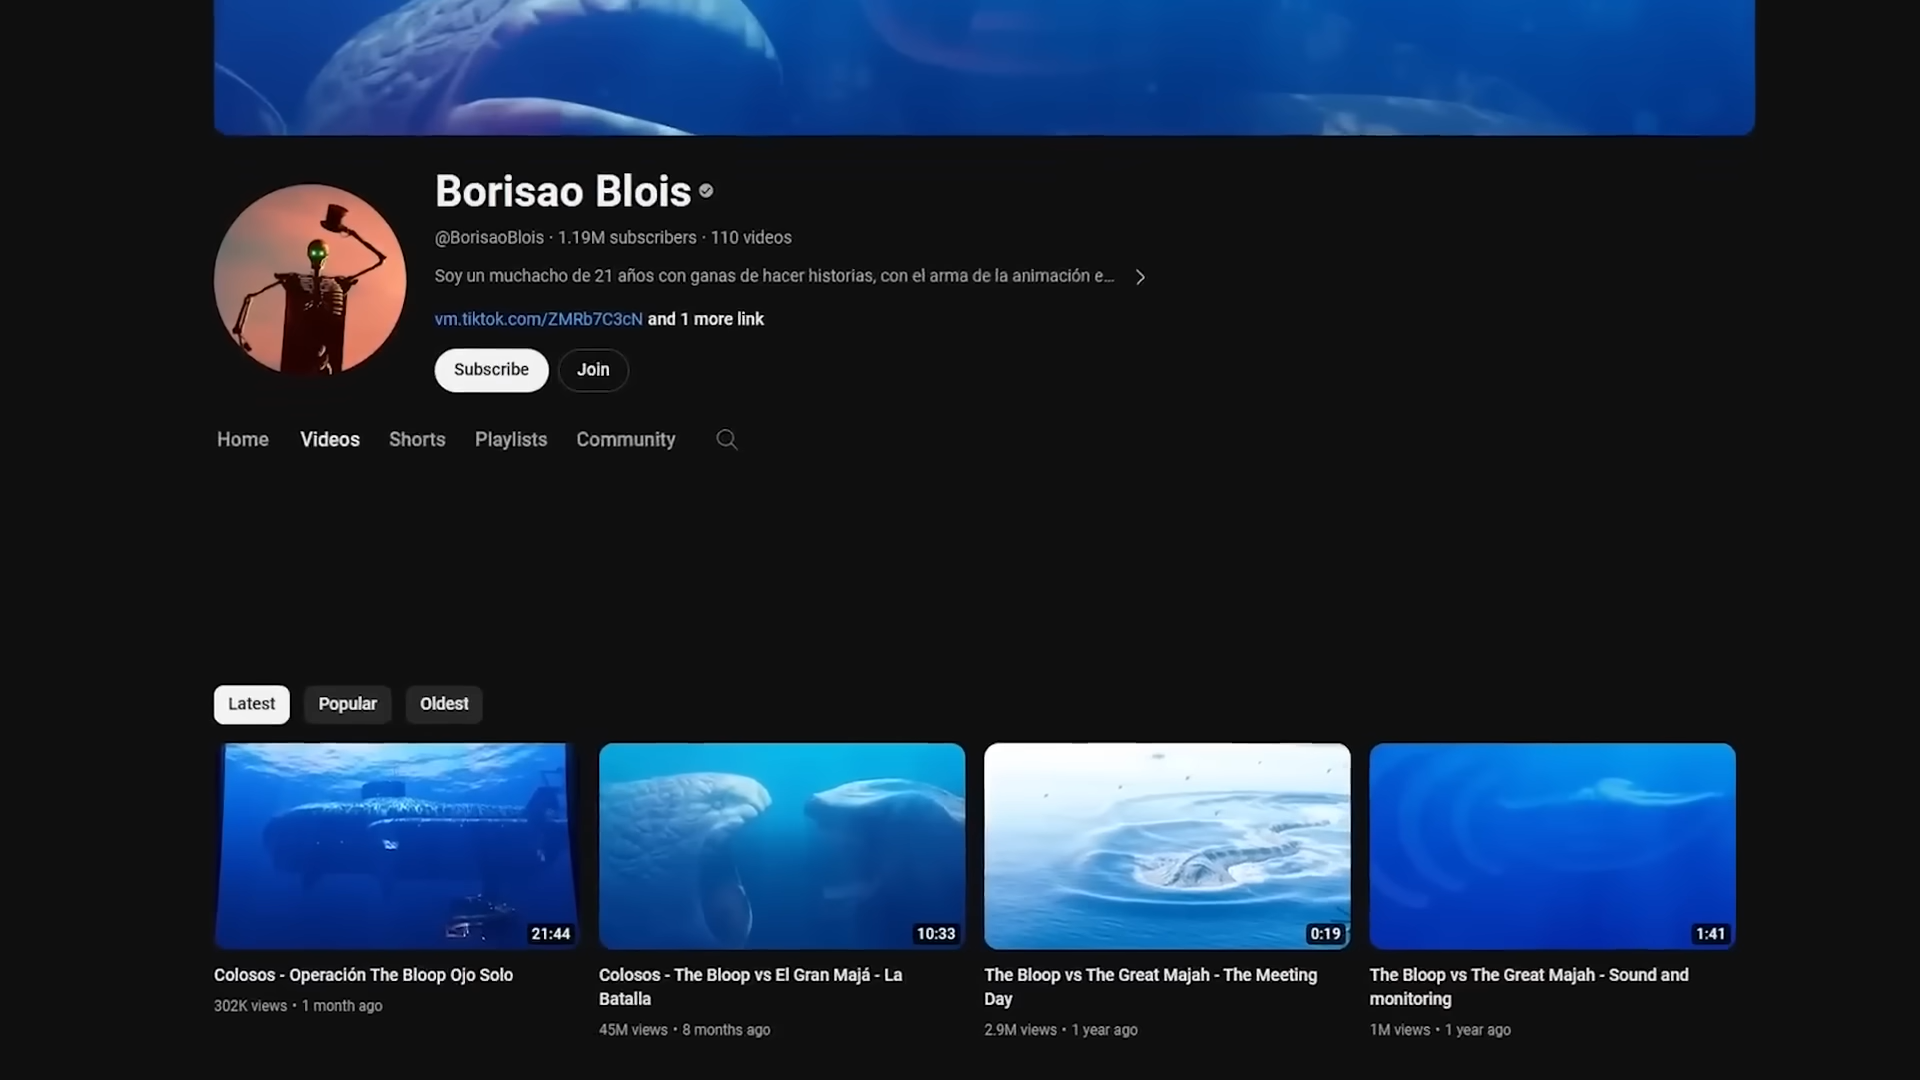 Borisao Blois
@BorisaoBlois · 1.19M subscribers · 110 videos
Soy un muchacho de 21 años con ganas de hacer historias, con el arma de la animación e...
vm.tiktok.com/ZMRb7C3cN and 1 more link
Subscribe Join
Home Videos Shorts Playlists Community
Latest Popular Oldest
21:44 10:33 0:19 1:41
Colosos - Operación The Bloop Ojo Solo
302K views • 1 month ago
Colosos - The Bloop vs El Gran Majá - La
Batalla
45M views • 8 months ago
The Bloop vs The Great Majah - The Meeting
Day
2.9M views • 1 year ago
The Bloop vs The Great Majah - Sound and
monitoring
1M views • 1 year ago